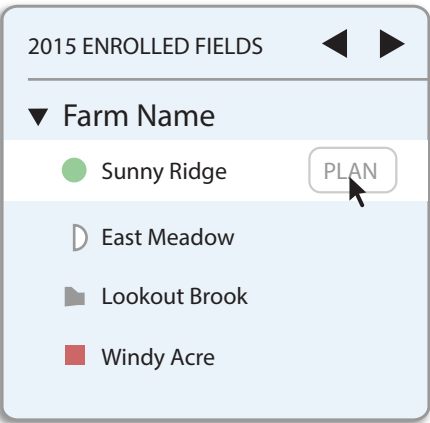 2015 ENROLLED FIELDS
Farm Name
Sunny Ridge PLAN
East Meadow
Lookout Brook
Windy Acre